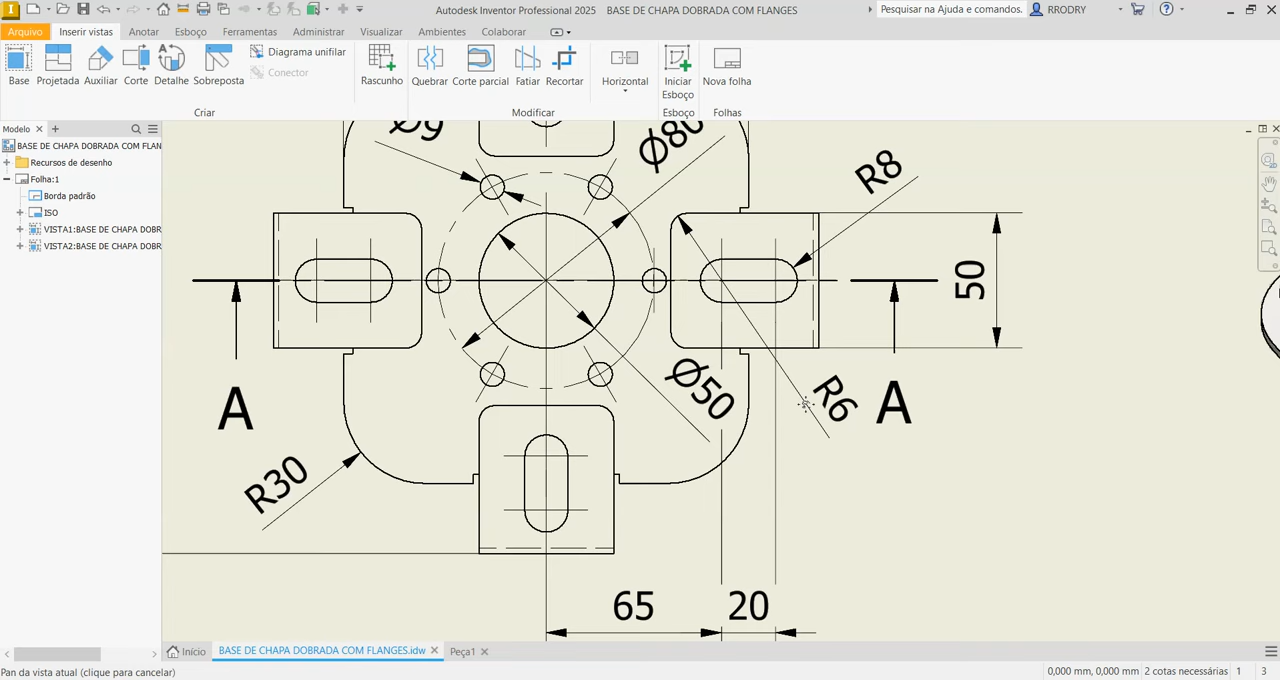 Autodesk Inventor Professional 2025 BASE DE CHAPA DOBRADA COM FLANGES
Pesquisar na Ajuda e comandos.
RRODRY
Arquivo Inserir vistas Anotar Esboço Ferramentas Administrar Visualizar Ambientes Colaborar
Base Projetada Auxiliar Corte Detalhe Sobreposta
Diagrama unifilar
Conector
Rascunho
Quebrar Corte parcial Fatiar Recortar
Horizontal
Iniciar
Esboço
Nova folha
Criar Modificar Esboço Folhas
Modelo
BASE DE CHAPA DOBRADA COM FLAN
Recursos de desenho
Folha:1
Borda padrão
ISO
VISTA1:BASE DE CHAPA DOBR
VISTA2:BASE DE CHAPA DOBR
Ø9
Ø80
R8
50
Ø50
R6
A
A
R30
65
20
Início BASE DE CHAPA DOBRADA COM FLANGES.idw Peça1
Pan da vista atual (clique para cancelar)
0,000 mm, 0,000 mm 2 cotas necessárias 1 3